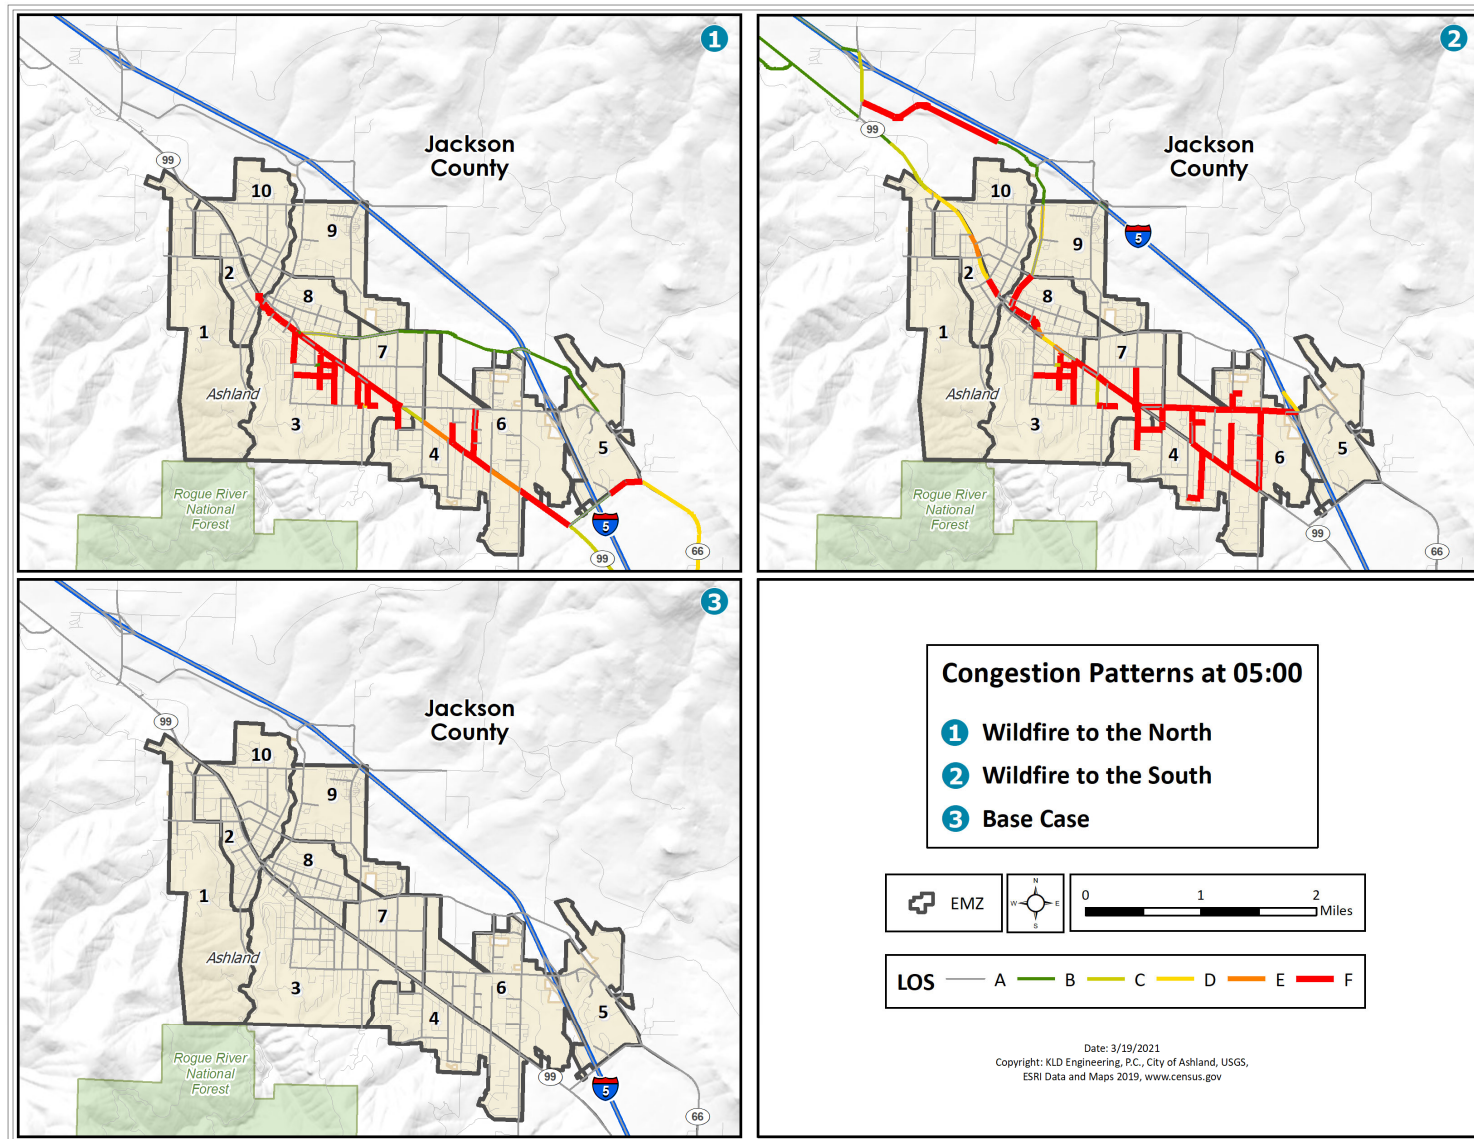 1
Jackson
County
99
10
9
2
8
1
7
Ashland
3
6
4
5
Rogue River
National
Forest
5
99
66
2
Jackson
County
99
10
5
9
2
8
1
7
Ashland
3
4
6
5
Rogue River
National
Forest
99
66
3
Jackson
County
99
10
9
2
8
1
7
Ashland
3
6
4
5
Rogue River
National
Forest
99
5
66
Congestion Patterns at 05:00
1 Wildfire to the North
2 Wildfire to the South
3 Base Case
EMZ
N
W E
S
0 1 2
Miles
LOS A B C D E F
Date: 3/19/2021
Copyright: KLD Engineering, P.C., City of Ashland, USGS,
ESRI Data and Maps 2019, www.census.gov